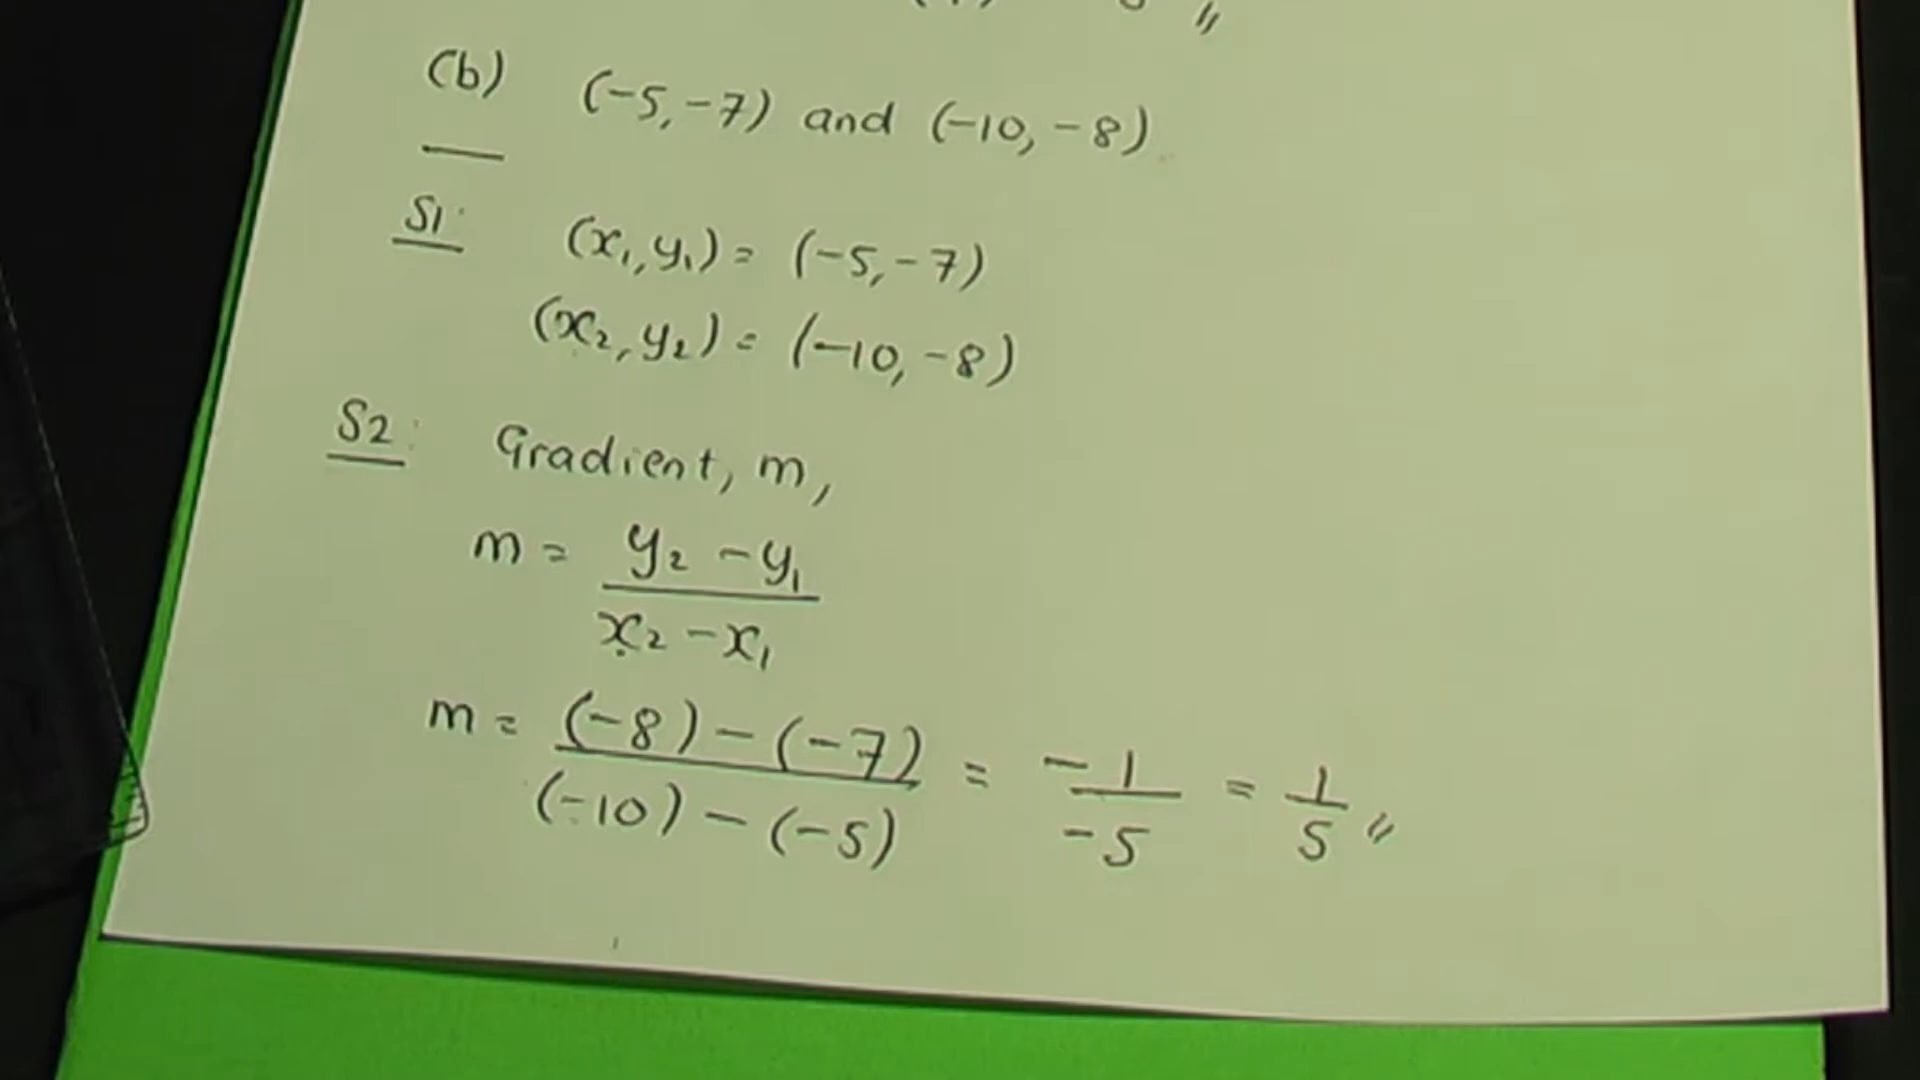 (b) (-5, -7) and (-10, -8)
S1: (x₁, y₁) = (-5, -7)
(x₂, y₂) = (-10, -8)
S2: Gradient, m,
m = y₂ - y₁ / x₂ - x₁
m = (-8) - (-7) / (-10) - (-5) = -1 / -5 = 1 / 5 〃